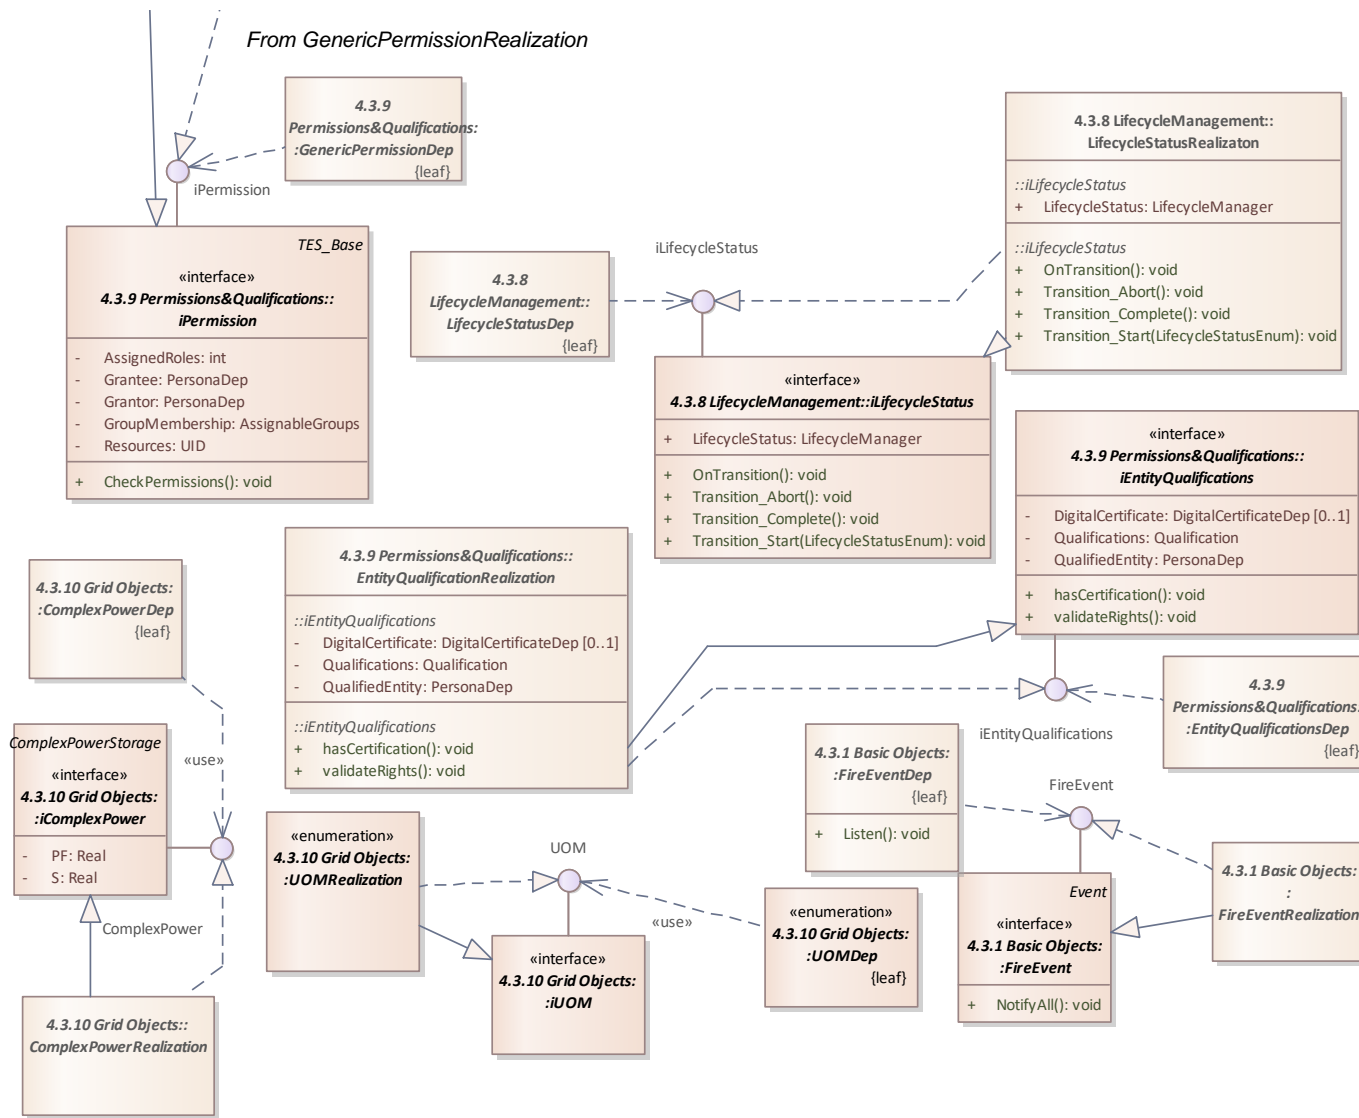 From GenericPermissionRealization
4.3.9
Permissions&Qualifications:
:GenericPermissionDep
{leaf}
iPermission
TES_Base
«interface»
4.3.9 Permissions&Qualifications::
iPermission
- AssignedRoles: int
- Grantee: PersonaDep
- Grantor: PersonaDep
- GroupMembership: AssignableGroups
- Resources: UID
+ CheckPermissions(): void
4.3.8
LifecycleManagement::
LifecycleStatusDep
{leaf}
iLifecycleStatus
4.3.8 LifecycleManagement::
LifecycleStatusRealizaton
::iLifecycleStatus
+ LifecycleStatus: LifecycleManager
::iLifecycleStatus
+ OnTransition(): void
+ Transition_Abort(): void
+ Transition_Complete(): void
+ Transition_Start(LifecycleStatusEnum): void
«interface»
4.3.8 LifecycleManagement::iLifecycleStatus
+ LifecycleStatus: LifecycleManager
+ OnTransition(): void
+ Transition_Abort(): void
+ Transition_Complete(): void
+ Transition_Start(LifecycleStatusEnum): void
«interface»
4.3.9 Permissions&Qualifications::
iEntityQualifications
- DigitalCertificate: DigitalCertificateDep [0..1]
- Qualifications: Qualification
- QualifiedEntity: PersonaDep
+ hasCertification(): void
+ validateRights(): void
4.3.9 Permissions&Qualifications::
EntityQualificationRealization
::iEntityQualifications
- DigitalCertificate: DigitalCertificateDep [0..1]
- Qualifications: Qualification
- QualifiedEntity: PersonaDep
::iEntityQualifications
+ hasCertification(): void
+ validateRights(): void
4.3.10 Grid Objects:
:ComplexPowerDep
{leaf}
ComplexPowerStorage
«interface»
4.3.10 Grid Objects:
:iComplexPower
- PF: Real
- S: Real
«use»
ComplexPower
4.3.10 Grid Objects::
ComplexPowerRealization
4.3.9
Permissions&Qualifications:
:EntityQualificationsDep
{leaf}
iEntityQualifications
4.3.1 Basic Objects:
:FireEventDep
{leaf}
+ Listen(): void
FireEvent
«enumeration»
4.3.10 Grid Objects:
:UOMRealization
UOM
«use»
«enumeration»
4.3.10 Grid Objects:
:UOMDep
{leaf}
«interface»
4.3.10 Grid Objects:
:iUOM
Event
«interface»
4.3.1 Basic Objects:
:FireEvent
+ NotifyAll(): void
4.3.1 Basic Objects:
:
FireEventRealization